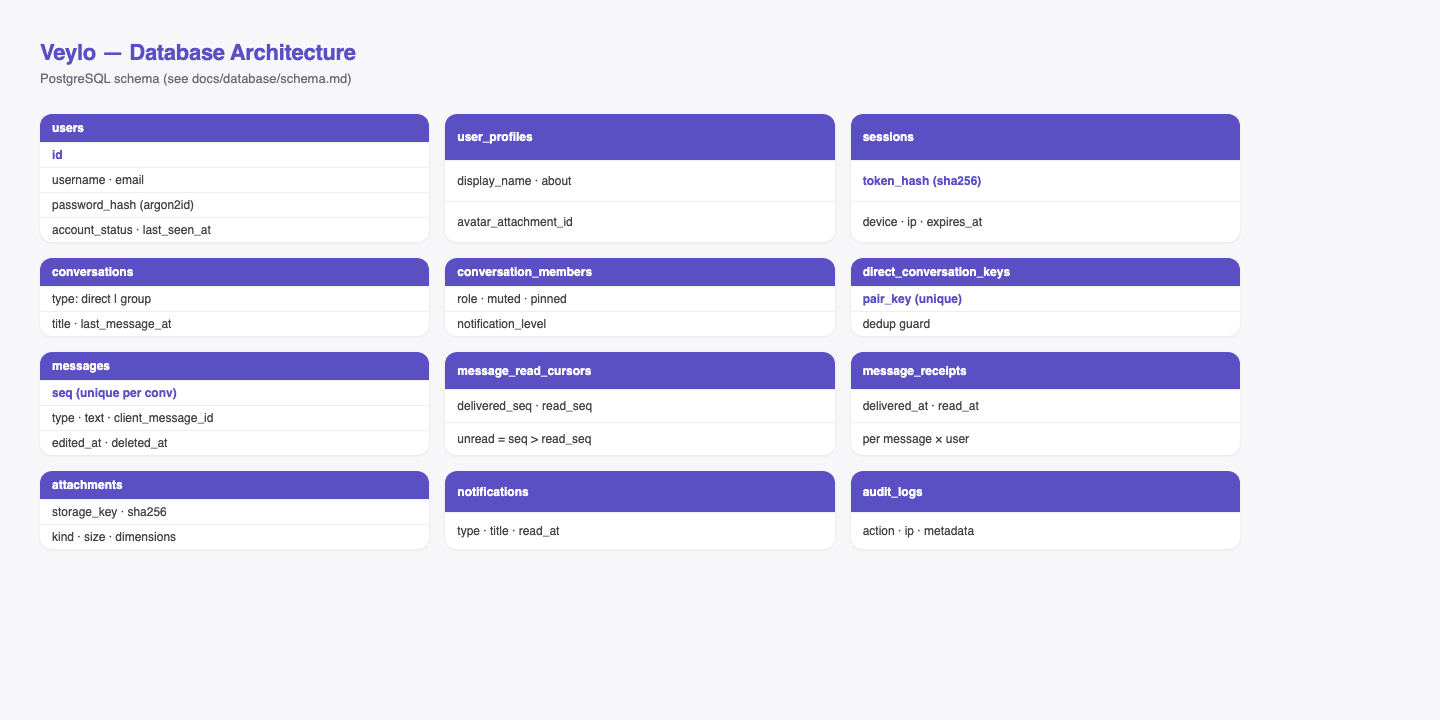 Veylo — Database Architecture
PostgreSQL schema (see docs/database/schema.md)
users
id
username · email
password_hash (argon2id)
account_status · last_seen_at
user_profiles
display_name · about
avatar_attachment_id
sessions
token_hash (sha256)
device · ip · expires_at
conversations
type: direct | group
title · last_message_at
conversation_members
role · muted · pinned
notification_level
direct_conversation_keys
pair_key (unique)
dedup guard
messages
seq (unique per conv)
type · text · client_message_id
edited_at · deleted_at
message_read_cursors
delivered_seq · read_seq
unread = seq > read_seq
message_receipts
delivered_at · read_at
per message × user
attachments
storage_key · sha256
kind · size · dimensions
notifications
type · title · read_at
audit_logs
action · ip · metadata